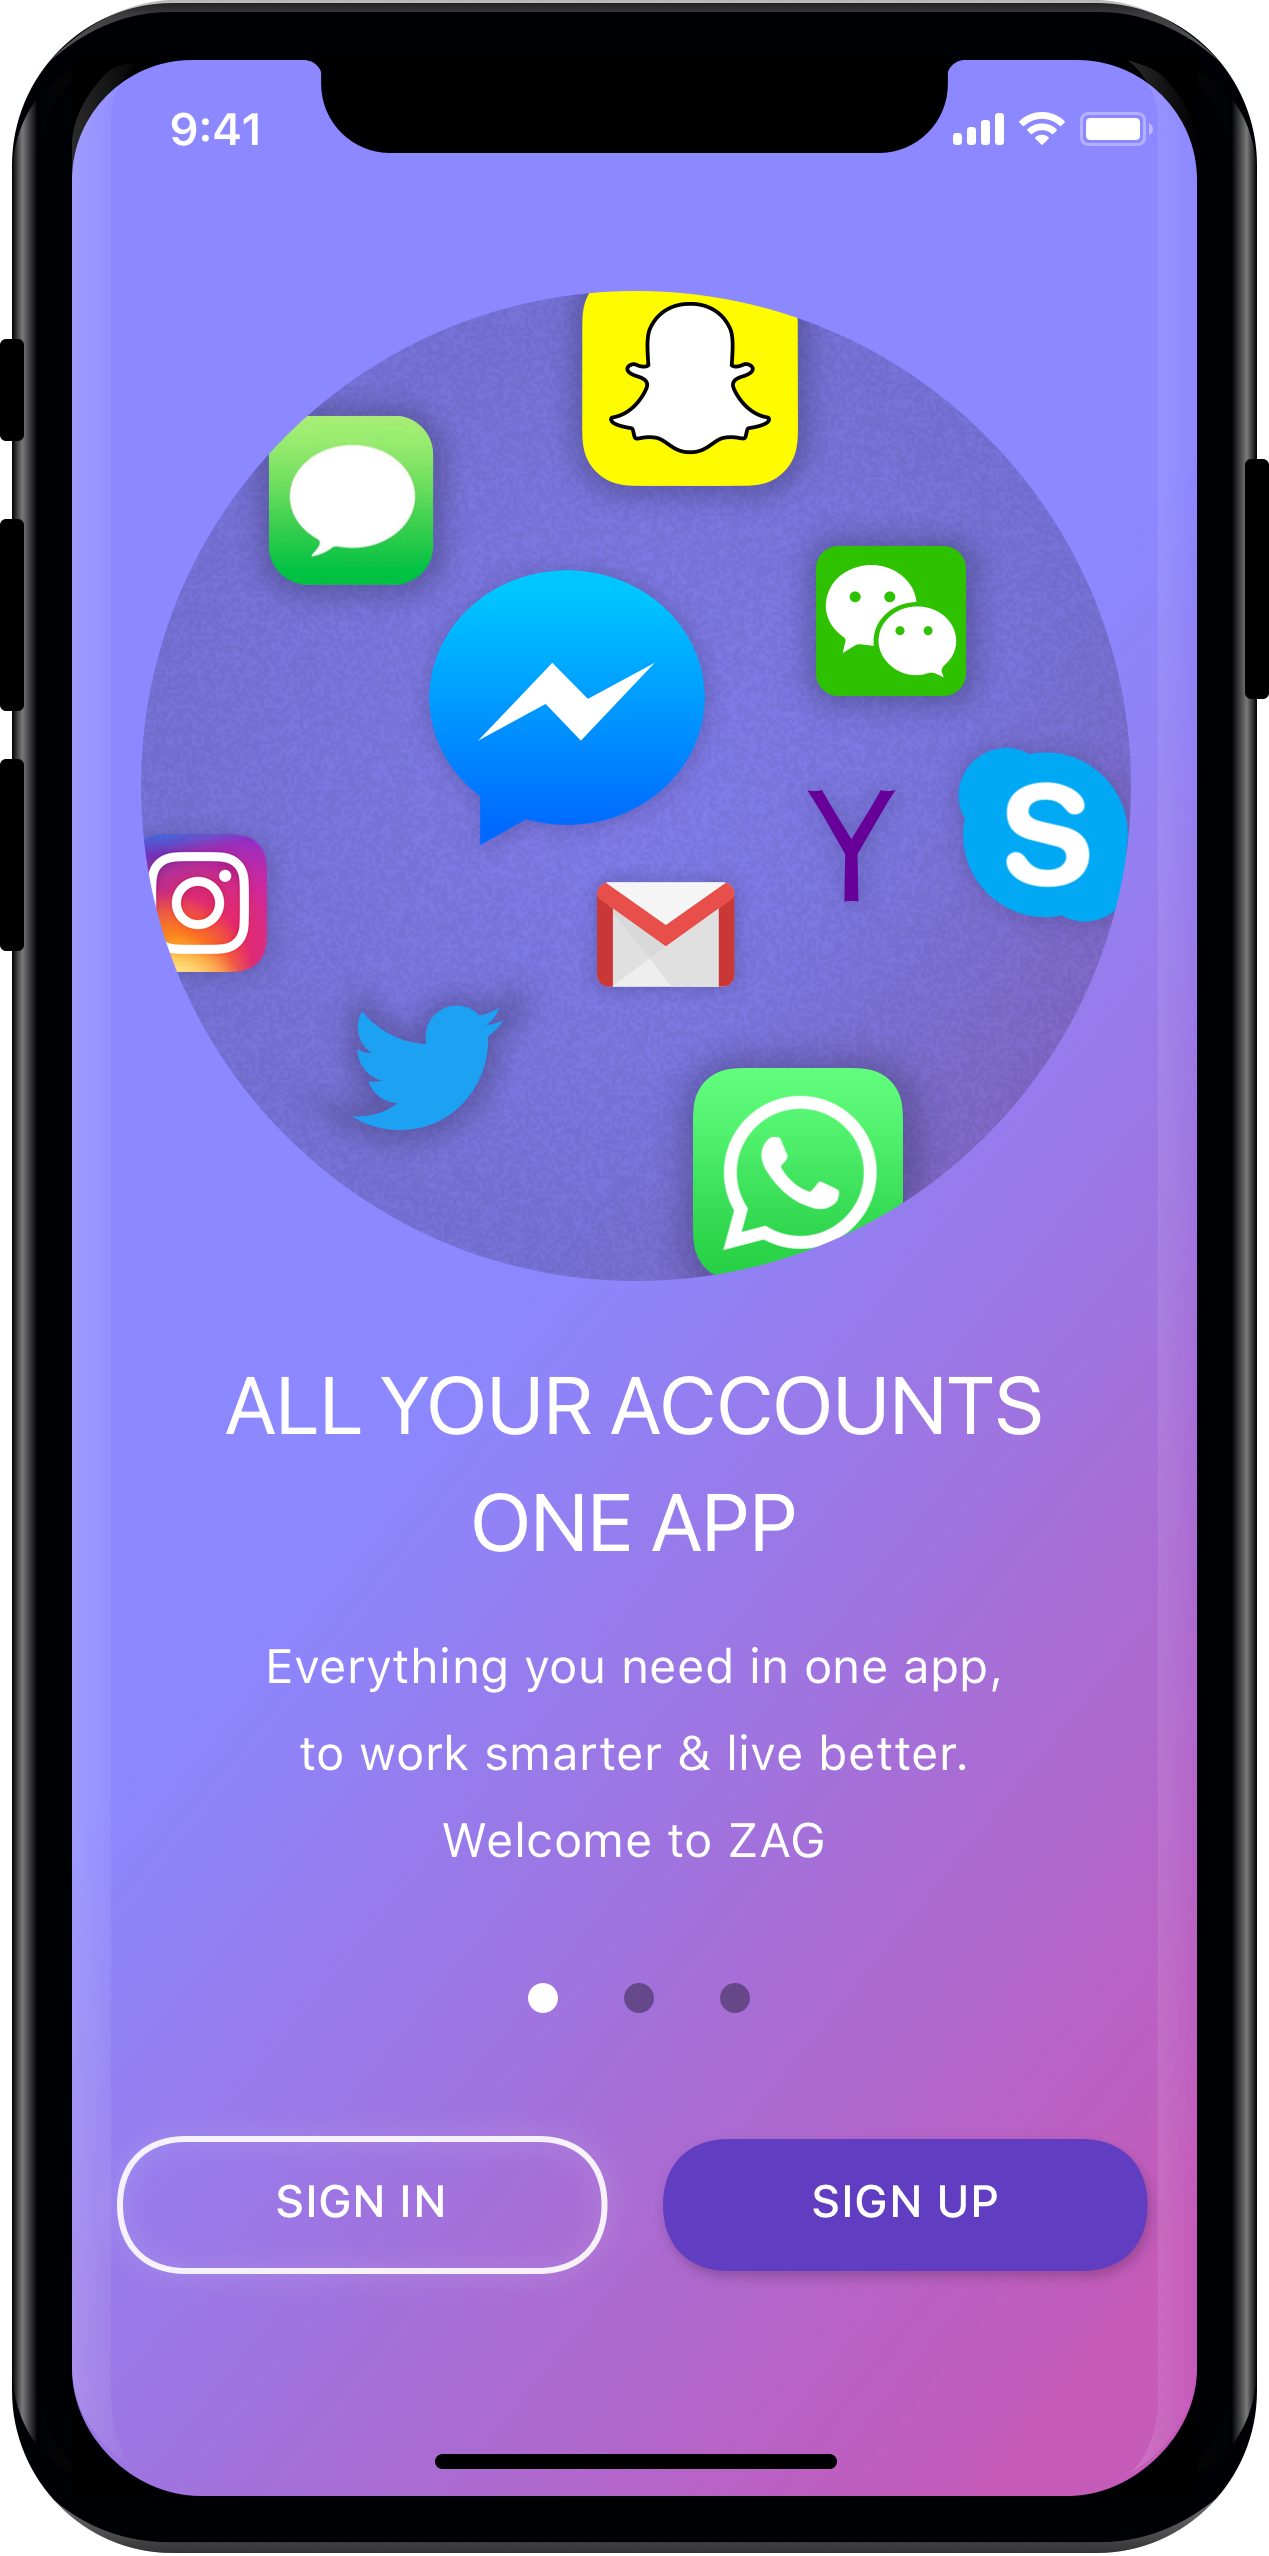 9:41
Y
S
ALL YOUR ACCOUNTS
ONE APP
Everything you need in one app,
to work smarter & live better.
Welcome to ZAG
SIGN IN
SIGN UP